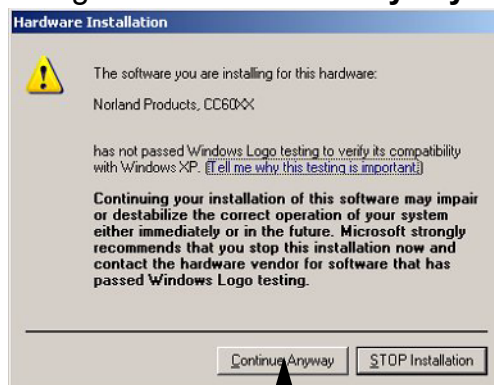 Hardware Installation
The software you are installing for this hardware:
Norland Products, CC60XX
has not passed Windows Logo testing to verify its compatibility
with Windows XP. (Tell me why this testing is important.)
Continuing your installation of this software may impair
or destabilize the correct operation of your system
either immediately or in the future. Microsoft strongly
recommends that you stop this installation now and
contact the hardware vendor for software that has
passed Windows Logo testing.
Continue Anyway
STOP Installation